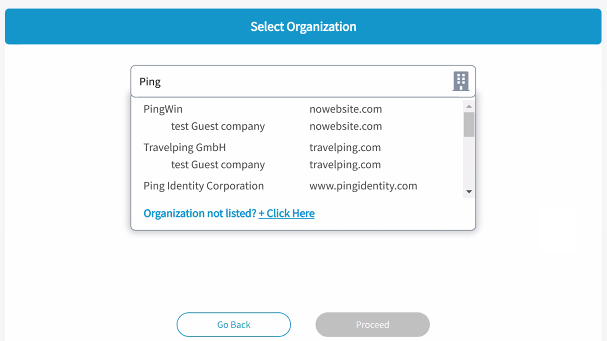 Select Organization
Ping
PingWin nowebsite.com
test Guest company nowebsite.com
Travelping GmbH travelping.com
test Guest company travelping.com
Ping Identity Corporation www.pingidentity.com
Organization not listed? + Click Here
Go Back Proceed